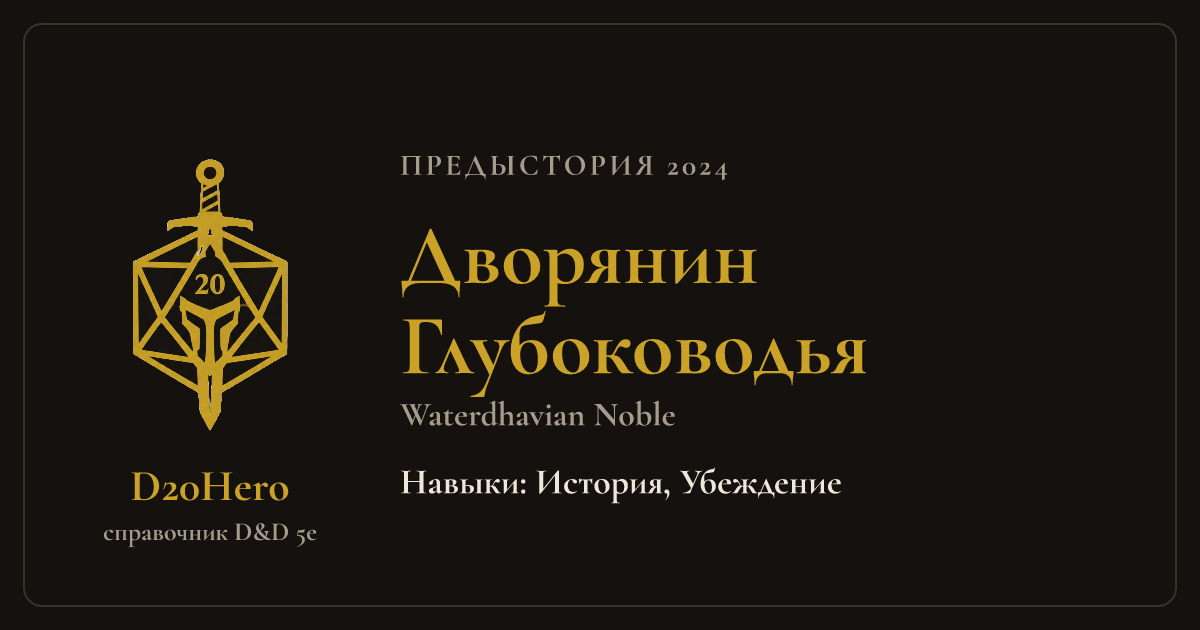 20
D20Hero
справочник D&D 5e
ПРЕДЫСТОРИЯ 2024
Дворянин
Глубоководья
Waterdhavian Noble
Навыки: История, Убеждение